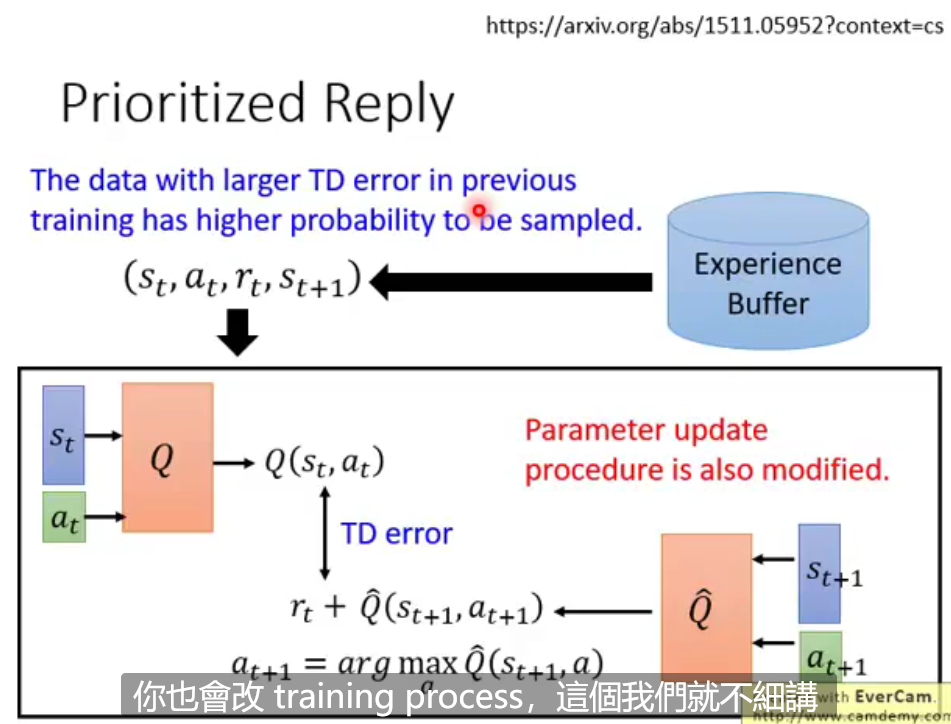 https://arxiv.org/abs/1511.05952?context=cs
Prioritized Reply
The data with larger TD error in previous
training has higher probability to be sampled.
(s_t, a_t, r_t, s_{t+1})
Experience
Buffer
s_t
a_t
Q
Q(s_t, a_t)
TD error
Parameter update
procedure is also modified.
r_t + Q̂(s_{t+1}, a_{t+1})
a_{t+1} = arg max_a Q̂(s_{t+1}, a)
Q̂
s_{t+1}
a_{t+1}
你也會改 training process，這個我們就不細講
with EverCam.
http://www.camdemy.com